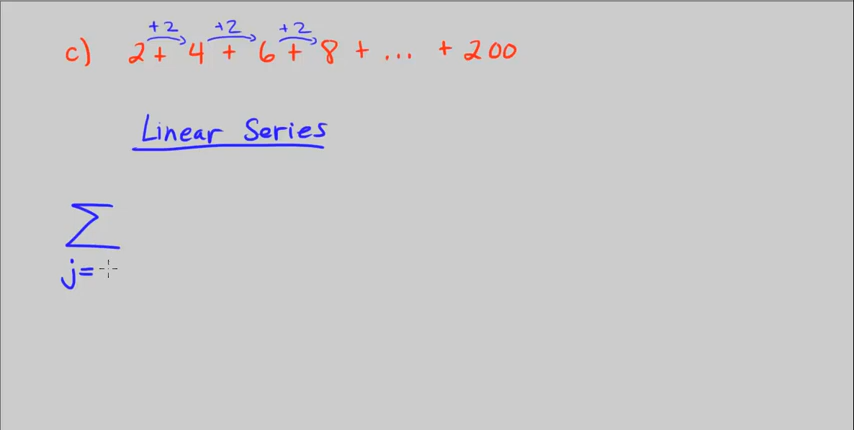 +2 +2 +2
c) 2 + 4 + 6 + 8 + ... + 200
Linear Series
∑
j=